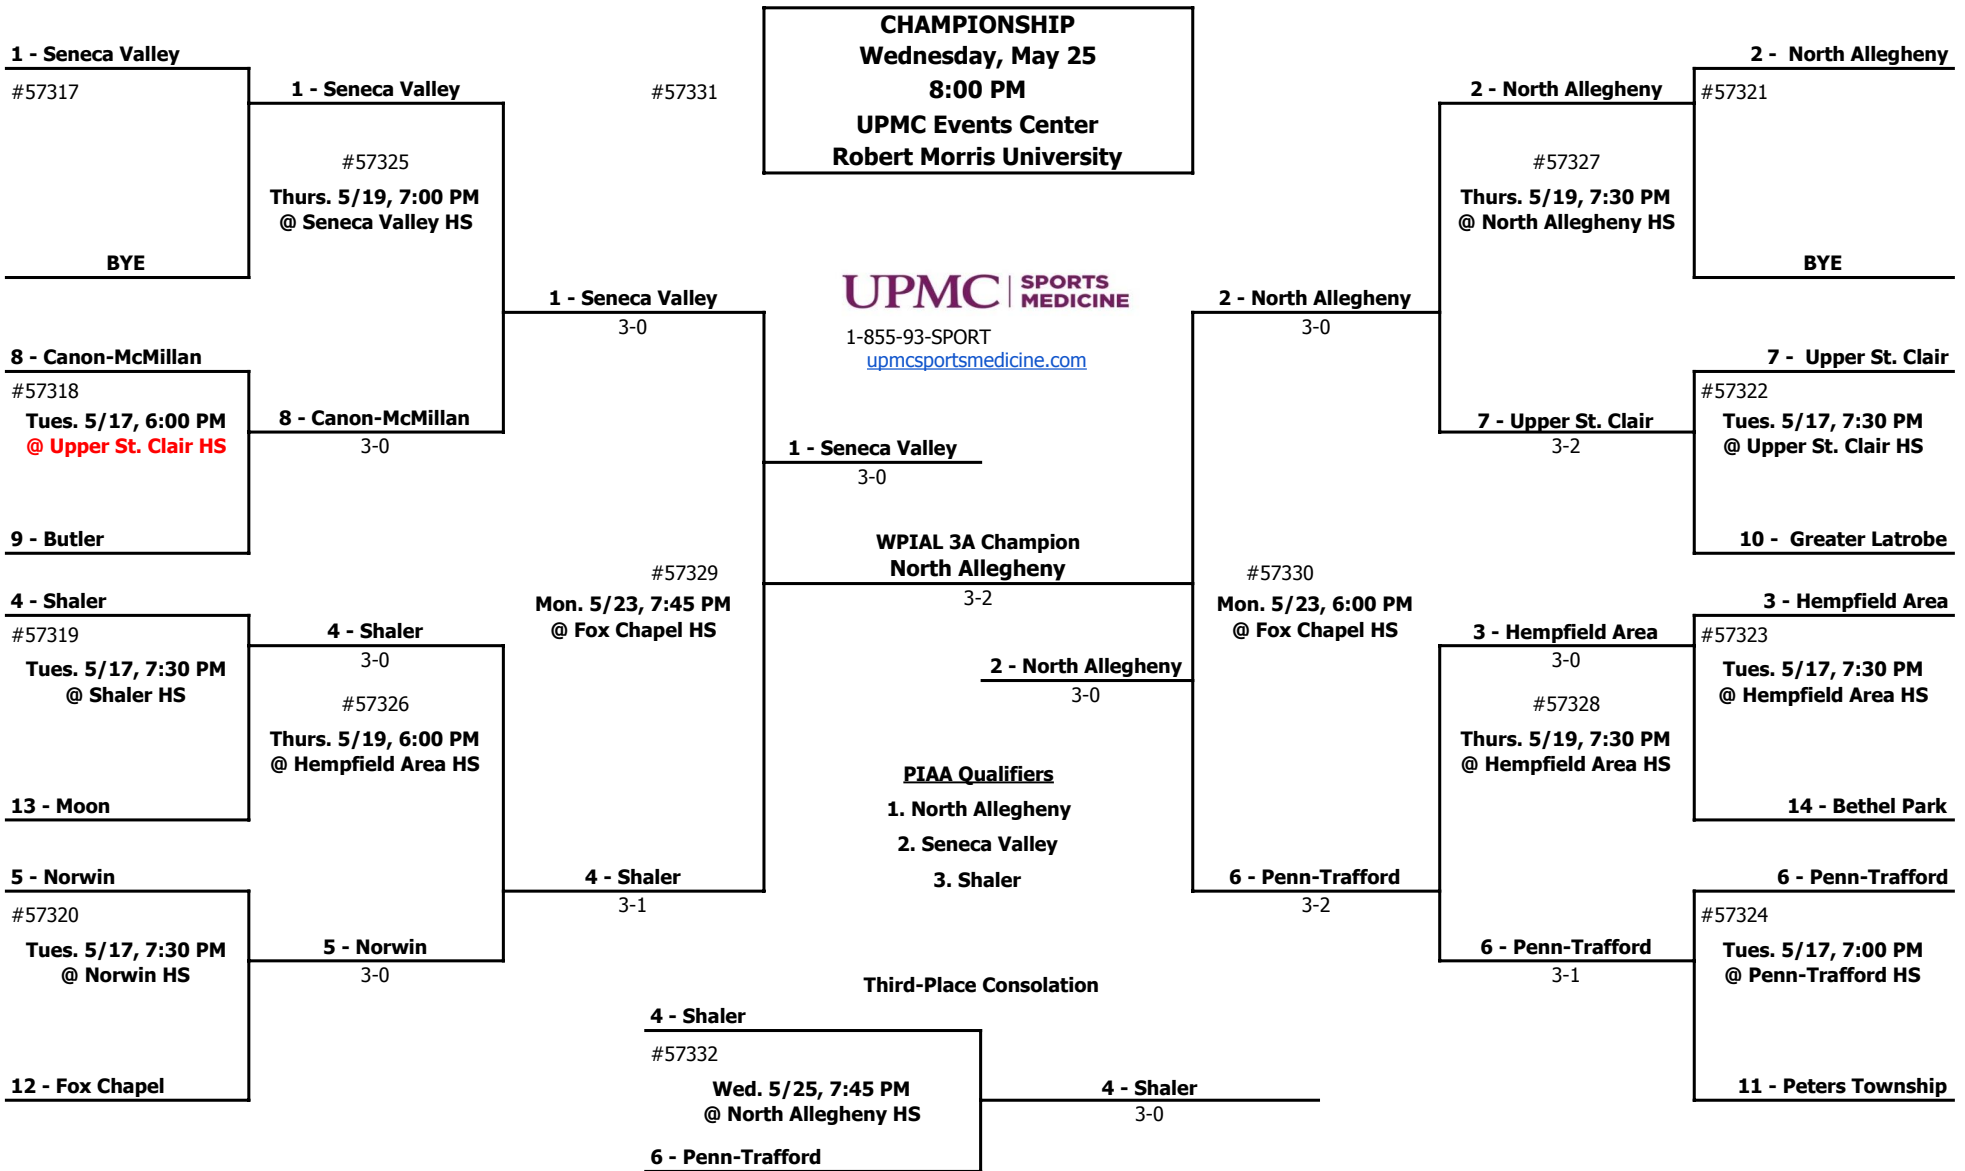 CHAMPIONSHIP
Wednesday, May 25
8:00 PM
UPMC Events Center
Robert Morris University
#57331
1 - Seneca Valley
#57317
BYE
8 - Canon-McMillan
#57318
Tues. 5/17, 6:00 PM
@ Upper St. Clair HS
9 - Butler
4 - Shaler
#57319
Tues. 5/17, 7:30 PM
@ Shaler HS
13 - Moon
5 - Norwin
#57320
Tues. 5/17, 7:30 PM
@ Norwin HS
12 - Fox Chapel
1 - Seneca Valley
#57325
Thurs. 5/19, 7:00 PM
@ Seneca Valley HS
8 - Canon-McMillan
3-0
4 - Shaler
3-0
#57326
Thurs. 5/19, 6:00 PM
@ Hempfield Area HS
5 - Norwin
3-0
1 - Seneca Valley
3-0
#57329
Mon. 5/23, 7:45 PM
@ Fox Chapel HS
4 - Shaler
3-1
UPMC SPORTS
MEDICINE
1-855-93-SPORT
upmcsportsmedicine.com
1 - Seneca Valley
3-0
WPIAL 3A Champion
North Allegheny
3-2
2 - North Allegheny
3-0
PIAA Qualifiers
1. North Allegheny
2. Seneca Valley
3. Shaler
2 - North Allegheny
3-0
#57330
Mon. 5/23, 6:00 PM
@ Fox Chapel HS
6 - Penn-Trafford
3-2
2 - North Allegheny
#57327
Thurs. 5/19, 7:30 PM
@ North Allegheny HS
7 - Upper St. Clair
3-2
3 - Hempfield Area
3-0
#57328
Thurs. 5/19, 7:30 PM
@ Hempfield Area HS
6 - Penn-Trafford
3-1
2 - North Allegheny
#57321
BYE
7 - Upper St. Clair
#57322
Tues. 5/17, 7:30 PM
@ Upper St. Clair HS
10 - Greater Latrobe
3 - Hempfield Area
#57323
Tues. 5/17, 7:30 PM
@ Hempfield Area HS
14 - Bethel Park
6 - Penn-Trafford
#57324
Tues. 5/17, 7:00 PM
@ Penn-Trafford HS
11 - Peters Township
Third-Place Consolation
4 - Shaler
#57332
Wed. 5/25, 7:45 PM
@ North Allegheny HS
6 - Penn-Trafford
4 - Shaler
3-0